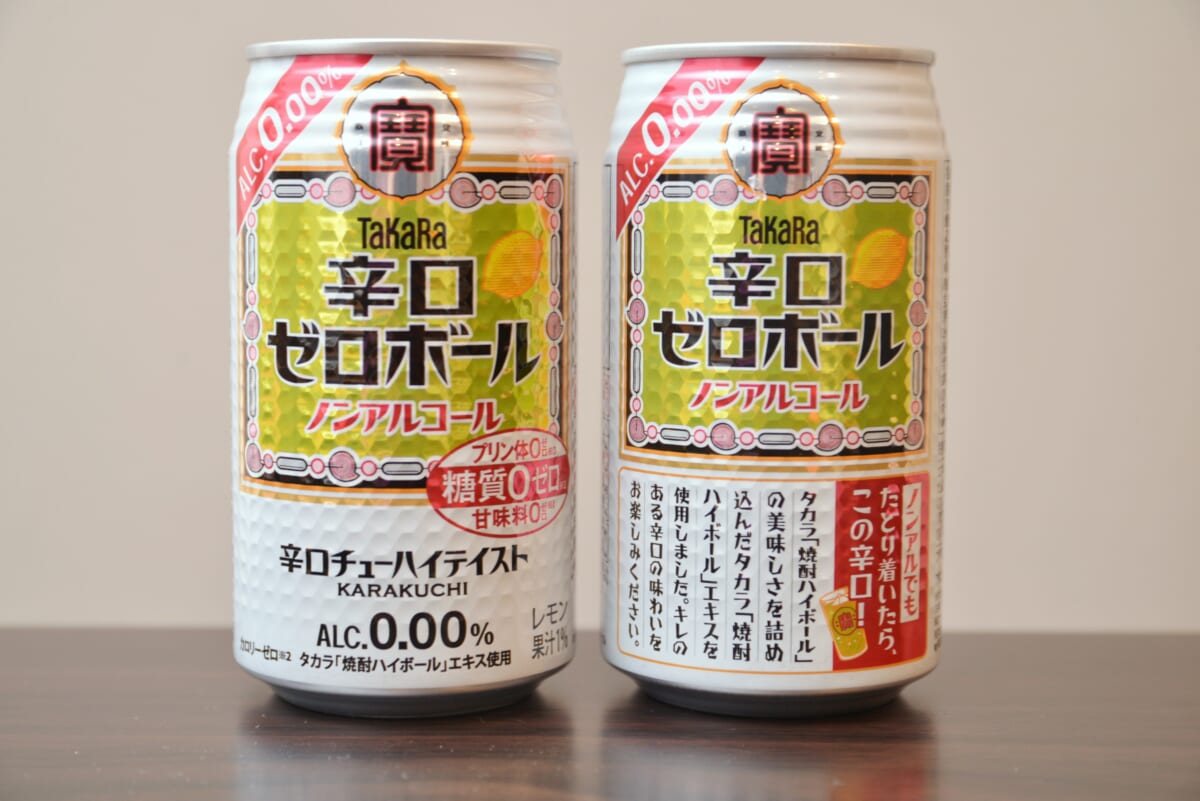 ALC.0.00%
寶
TaKaRa
辛口
ゼロボール
ノンアルコール
プリン体0
糖質0ゼロ
甘味料0
辛口チューハイテイスト
KARAKUCHI
ALC.0.00%
レモン
果汁1%
カロリーゼロ※2
タカラ「焼酎ハイボール」エキス使用
ALC.0.00%
寶
TaKaRa
辛口
ゼロボール
ノンアルコール
ノンアルでも
たどり着いたら、
この辛口!
タカラ「焼酎ハイボール」
の美味しさを詰め
込んだタカラ「焼酎
ハイボール」エキスを
使用しました。キレの
ある辛口の味わいを
お楽しみください。